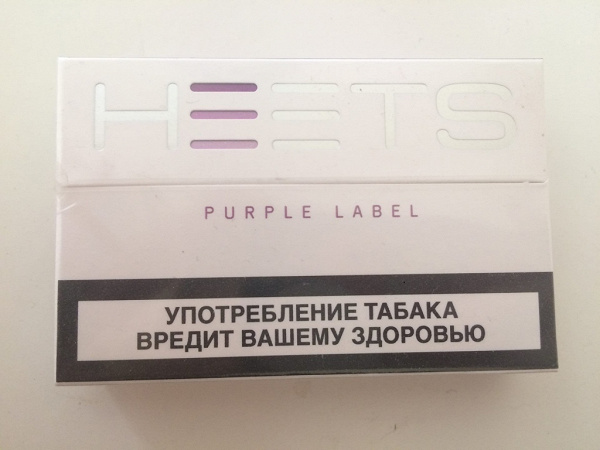 HEETS
PURPLE LABEL
УПОТРЕБЛЕНИЕ ТАБАКА
ВРЕДИТ ВАШЕМУ ЗДОРОВЬЮ